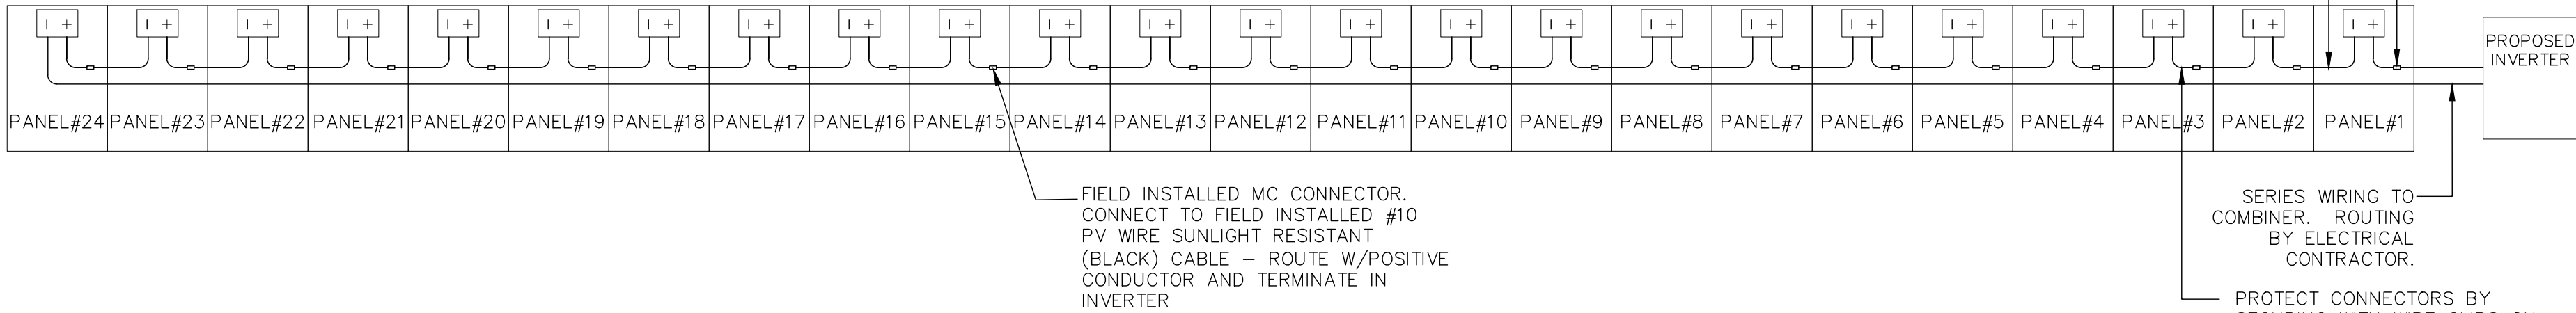 I + I + I + I + I + I + I + I + I + I + I + I + I + I + I + I + I + I + I + I + I + I + I + I +
PROPOSED
INVERTER
PANEL#24 PANEL#23 PANEL#22 PANEL#21 PANEL#20 PANEL#19 PANEL#18 PANEL#17 PANEL#16 PANEL#15 PANEL#14 PANEL#13 PANEL#12 PANEL#11 PANEL#10 PANEL#9 PANEL#8 PANEL#7 PANEL#6 PANEL#5 PANEL#4 PANEL#3 PANEL#2 PANEL#1
FIELD INSTALLED MC CONNECTOR.
CONNECT TO FIELD INSTALLED #10
PV WIRE SUNLIGHT RESISTANT
(BLACK) CABLE – ROUTE W/POSITIVE
CONDUCTOR AND TERMINATE IN
INVERTER
SERIES WIRING TO
COMBINER. ROUTING
BY ELECTRICAL
CONTRACTOR.
PROTECT CONNECTORS BY